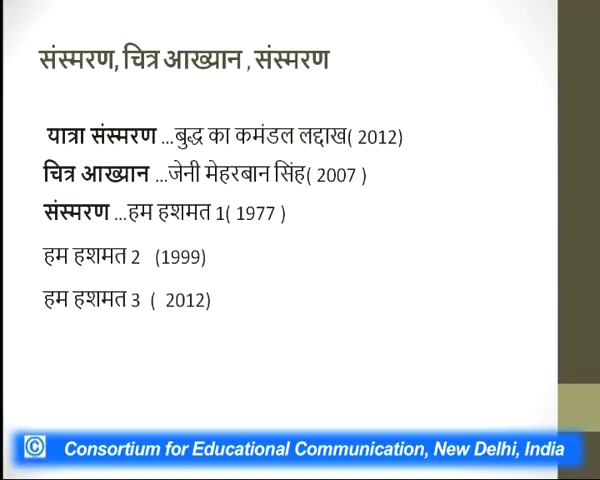 संस्मरण, चित्र आख्यान , संस्मरण
यात्रा संस्मरण ...बुद्ध का कमंडल लद्दाख( 2012)
चित्र आख्यान ...जेनी मेहरबान सिंह( 2007 )
संस्मरण ...हम हशमत 1( 1977 )
हम हशमत 2 (1999)
हम हशमत 3 ( 2012)
© Consortium for Educational Communication, New Delhi, India